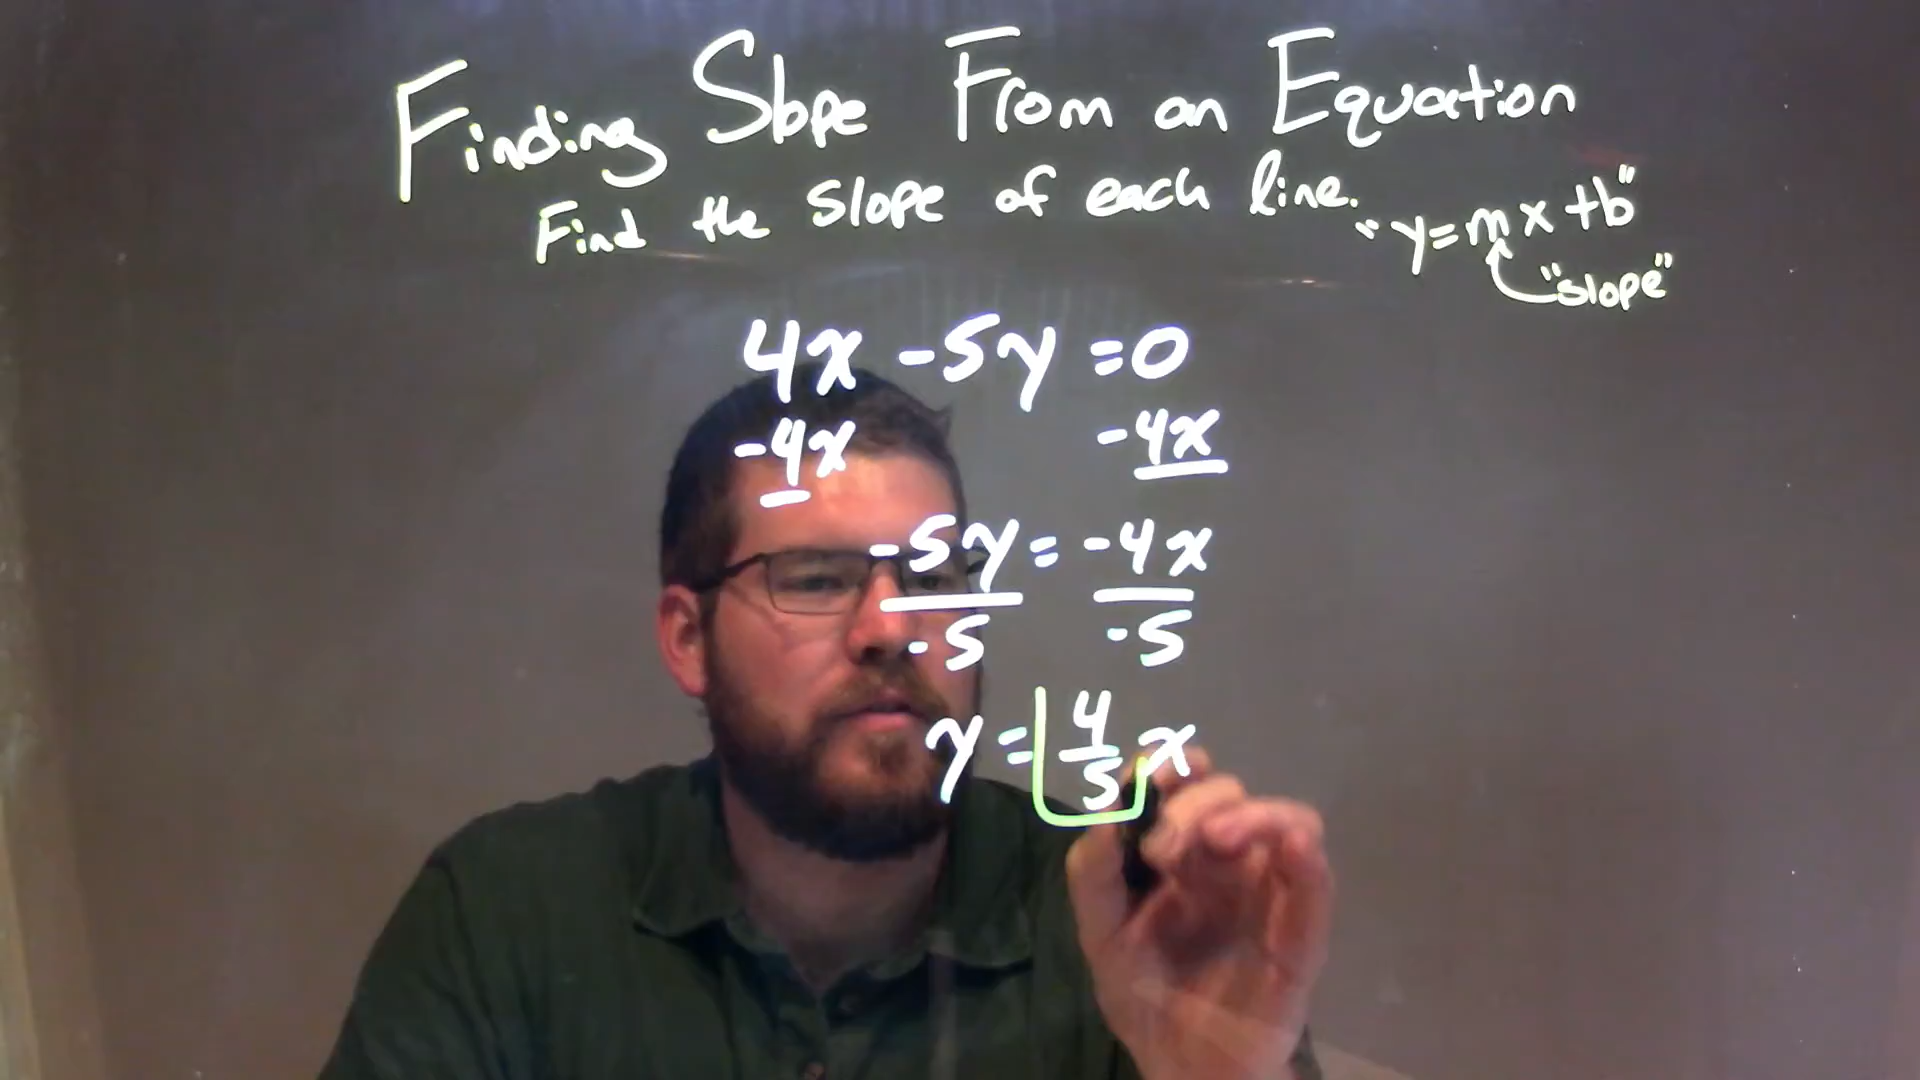 Finding Slope From an Equation
Find the slope of each line.
"y=mx+b"
"slope"
4x -5y =0
-4x -4x
-5y = -4x
-5 -5
y = 4/5 x